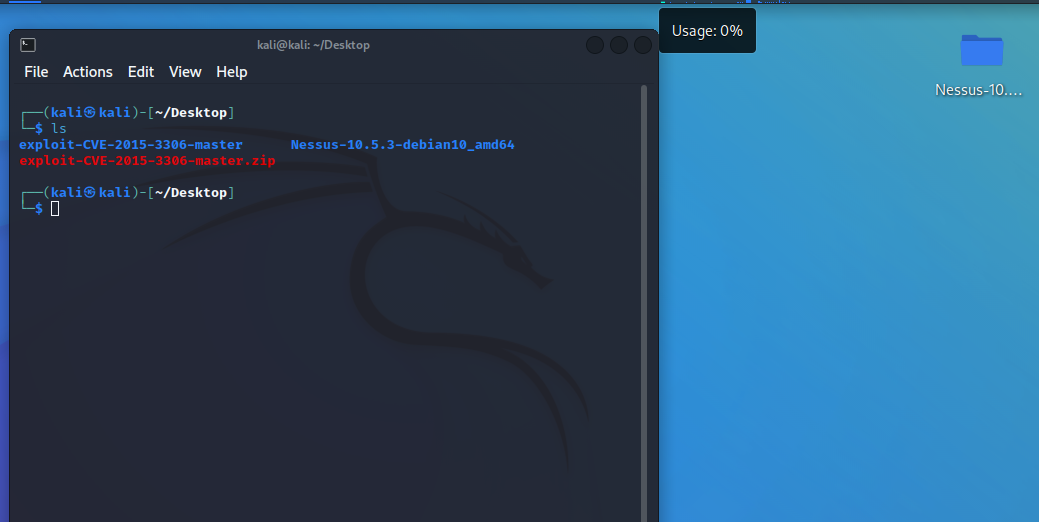 Usage: 0%
kali@kali: ~/Desktop
File Actions Edit View Help
Nessus-10....
┌──(kali㉿kali)-[~/Desktop]
└─$ ls
exploit-CVE-2015-3306-master Nessus-10.5.3-debian10_amd64
exploit-CVE-2015-3306-master.zip
┌──(kali㉿kali)-[~/Desktop]
└─$